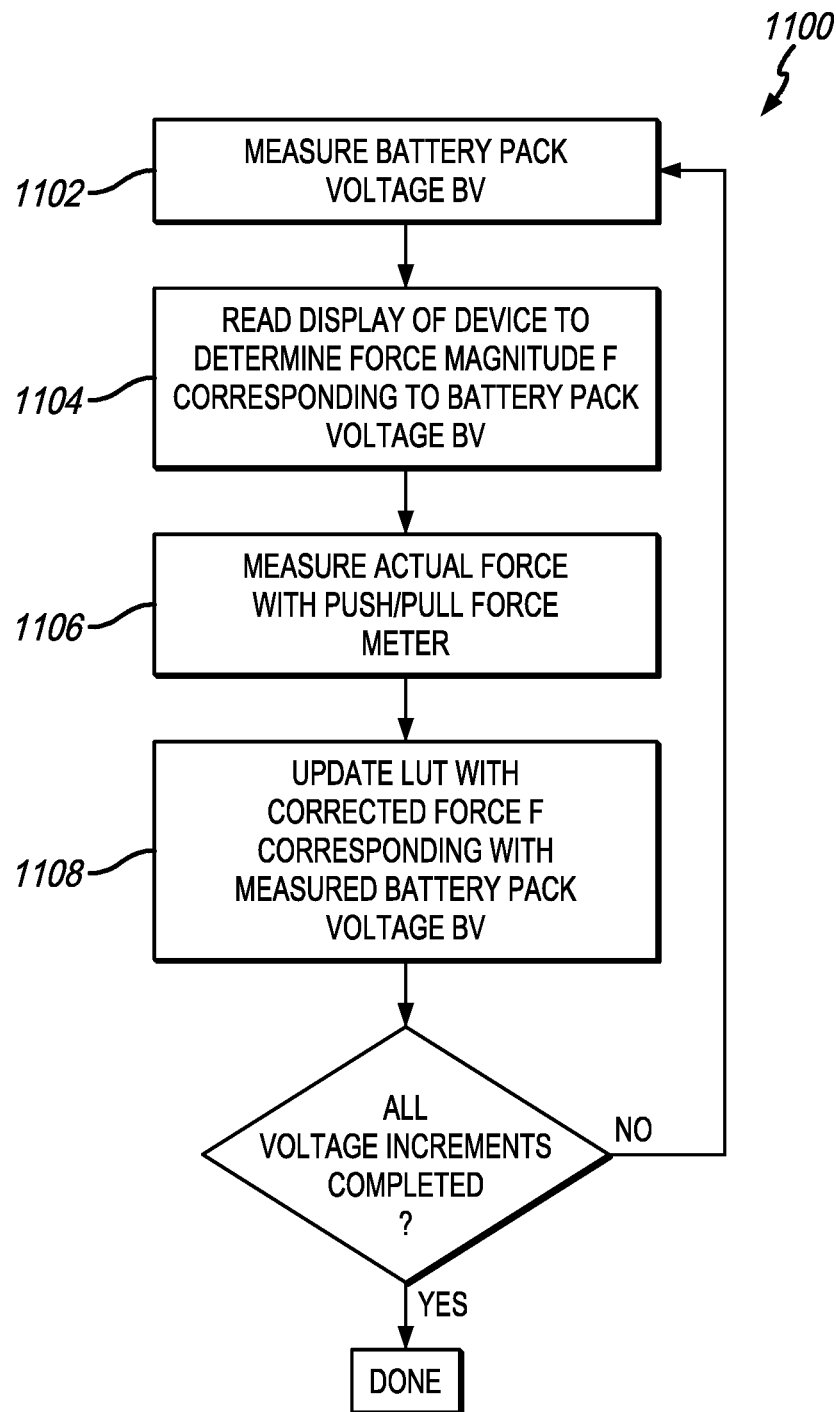 1100
MEASURE BATTERY PACK
VOLTAGE BV
1102
READ DISPLAY OF DEVICE TO
DETERMINE FORCE MAGNITUDE F
CORRESPONDING TO BATTERY PACK
VOLTAGE BV
1104
MEASURE ACTUAL FORCE
WITH PUSH/PULL FORCE
METER
1106
UPDATE LUT WITH
CORRECTED FORCE F
CORRESPONDING WITH
MEASURED BATTERY PACK
VOLTAGE BV
1108
ALL
VOLTAGE INCREMENTS
COMPLETED
?
NO
YES
DONE